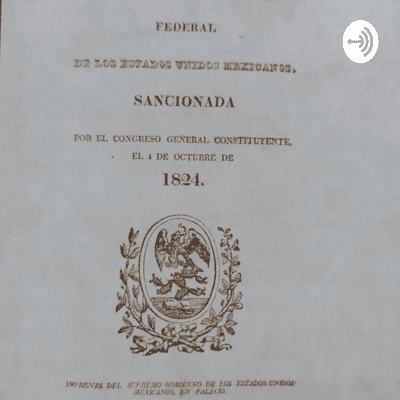 FEDERAL
DE LOS ESTADOS UNIDOS MEXICANOS,
SANCIONADA
POR EL CONGRESO GENERAL CONSTITUYENTE,
EL 4 DE OCTUBRE DE
1824.
IMPRENTA DEL SUPREMO GOBIERNO DE LOS ESTADOS-UNIDOS
MEXICANOS, EN PALACIO.